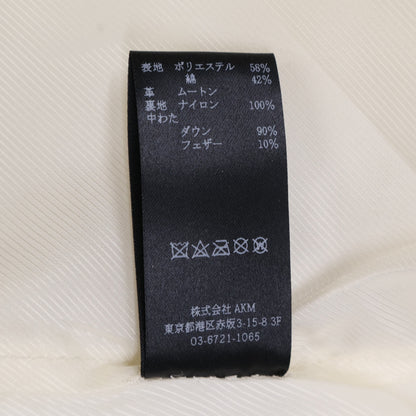 表地 ポリエステル 58%
綿 42%
革 ムートン
裏地 ナイロン 100%
中わた
ダウン 90%
フェザー 10%
株式会社 AKM
東京都港区赤坂3-15-8 3F
03-6721-1065